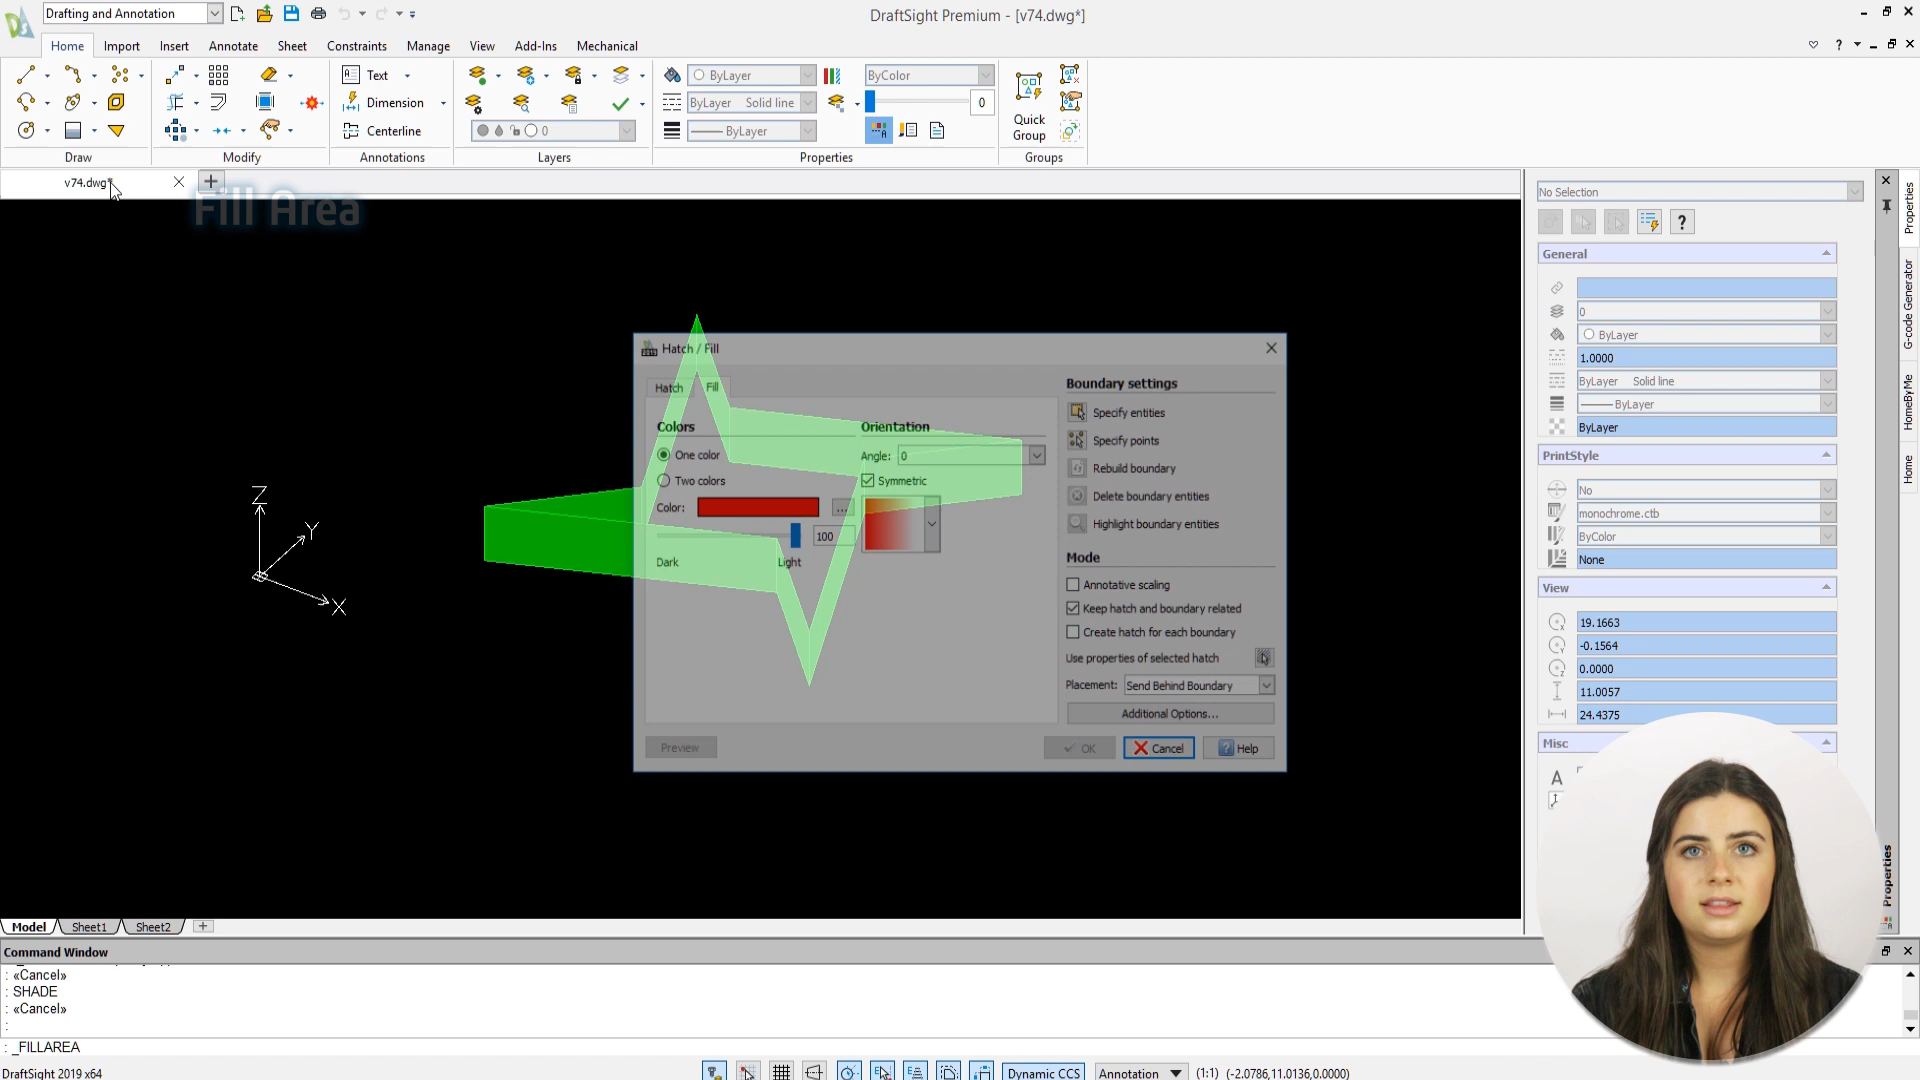 Drafting and Annotation
DraftSight Premium - [v74.dwg*]
Home Import Insert Annotate Sheet Constraints Manage View Add-Ins Mechanical
Text
Dimension
Centerline
0
ByLayer
ByLayer Solid line
ByLayer
ByColor
0
Quick
Group
Draw Modify Annotations Layers Properties Groups
v74.dwg*
Fill Area
Z
Y
X
Hatch / Fill
Hatch Fill
Colors
One color
Two colors
Color:
...
100
Dark Light
Orientation
Angle: 0
Symmetric
Boundary settings
Specify entities
Specify points
Rebuild boundary
Delete boundary entities
Highlight boundary entities
Mode
Annotative scaling
Keep hatch and boundary related
Create hatch for each boundary
Use properties of selected hatch
Placement: Send Behind Boundary
Additional Options...
Preview OK Cancel Help
No Selection
General
0
ByLayer
1.0000
ByLayer Solid line
ByLayer
ByLayer
PrintStyle
No
monochrome.ctb
ByColor
None
View
19.1663
-0.1564
0.0000
11.0057
24.4375
Misc
Properties
G-code Generator
HomeByMe
Home
Properties
Model Sheet1 Sheet2
Command Window
: «Cancel»
: SHADE
: «Cancel»
:
: _FILLAREA
DraftSight 2019 x64
Dynamic CCS Annotation (1:1) (-2.0786,11.0136,0.0000)